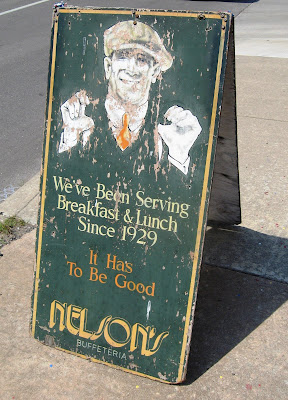 We've Been Serving
Breakfast & Lunch
Since 1929
It Has
To Be Good
NELSON'S
BUFFETERIA